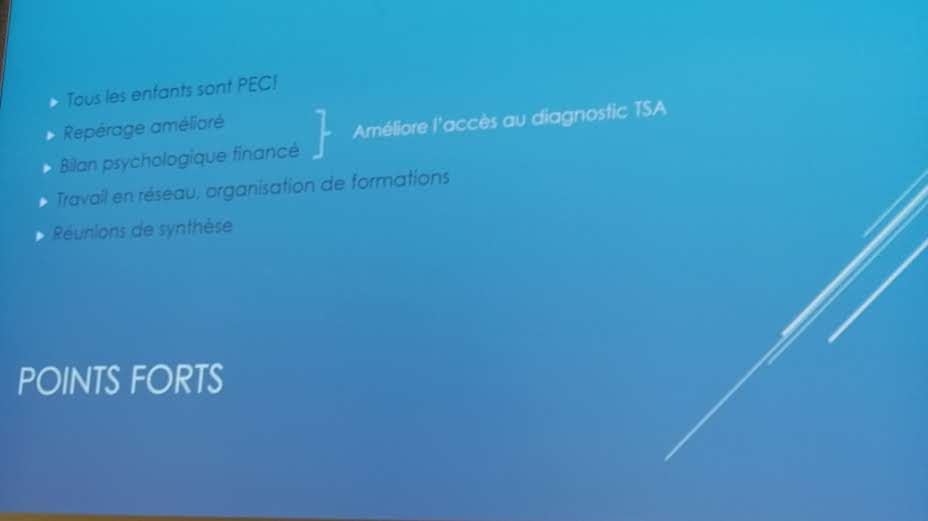 Tous les enfants sont PEC!
Repérage amélioré
Bilan psychologique financé
Améliore l'accès au diagnostic TSA
Travail en réseau, organisation de formations
Réunions de synthèse
POINTS FORTS